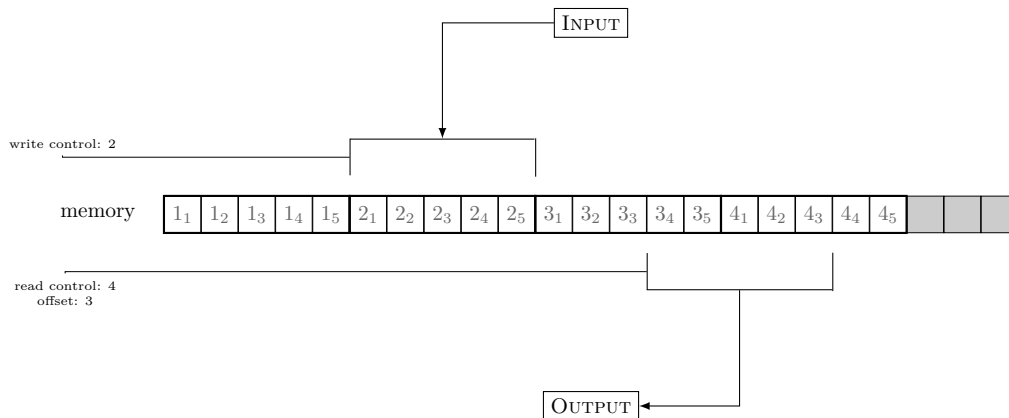 INPUT
write control: 2
memory 1₁ 1₂ 1₃ 1₄ 1₅ 2₁ 2₂ 2₃ 2₄ 2₅ 3₁ 3₂ 3₃ 3₄ 3₅ 4₁ 4₂ 4₃ 4₄ 4₅
read control: 4
offset: 3
OUTPUT